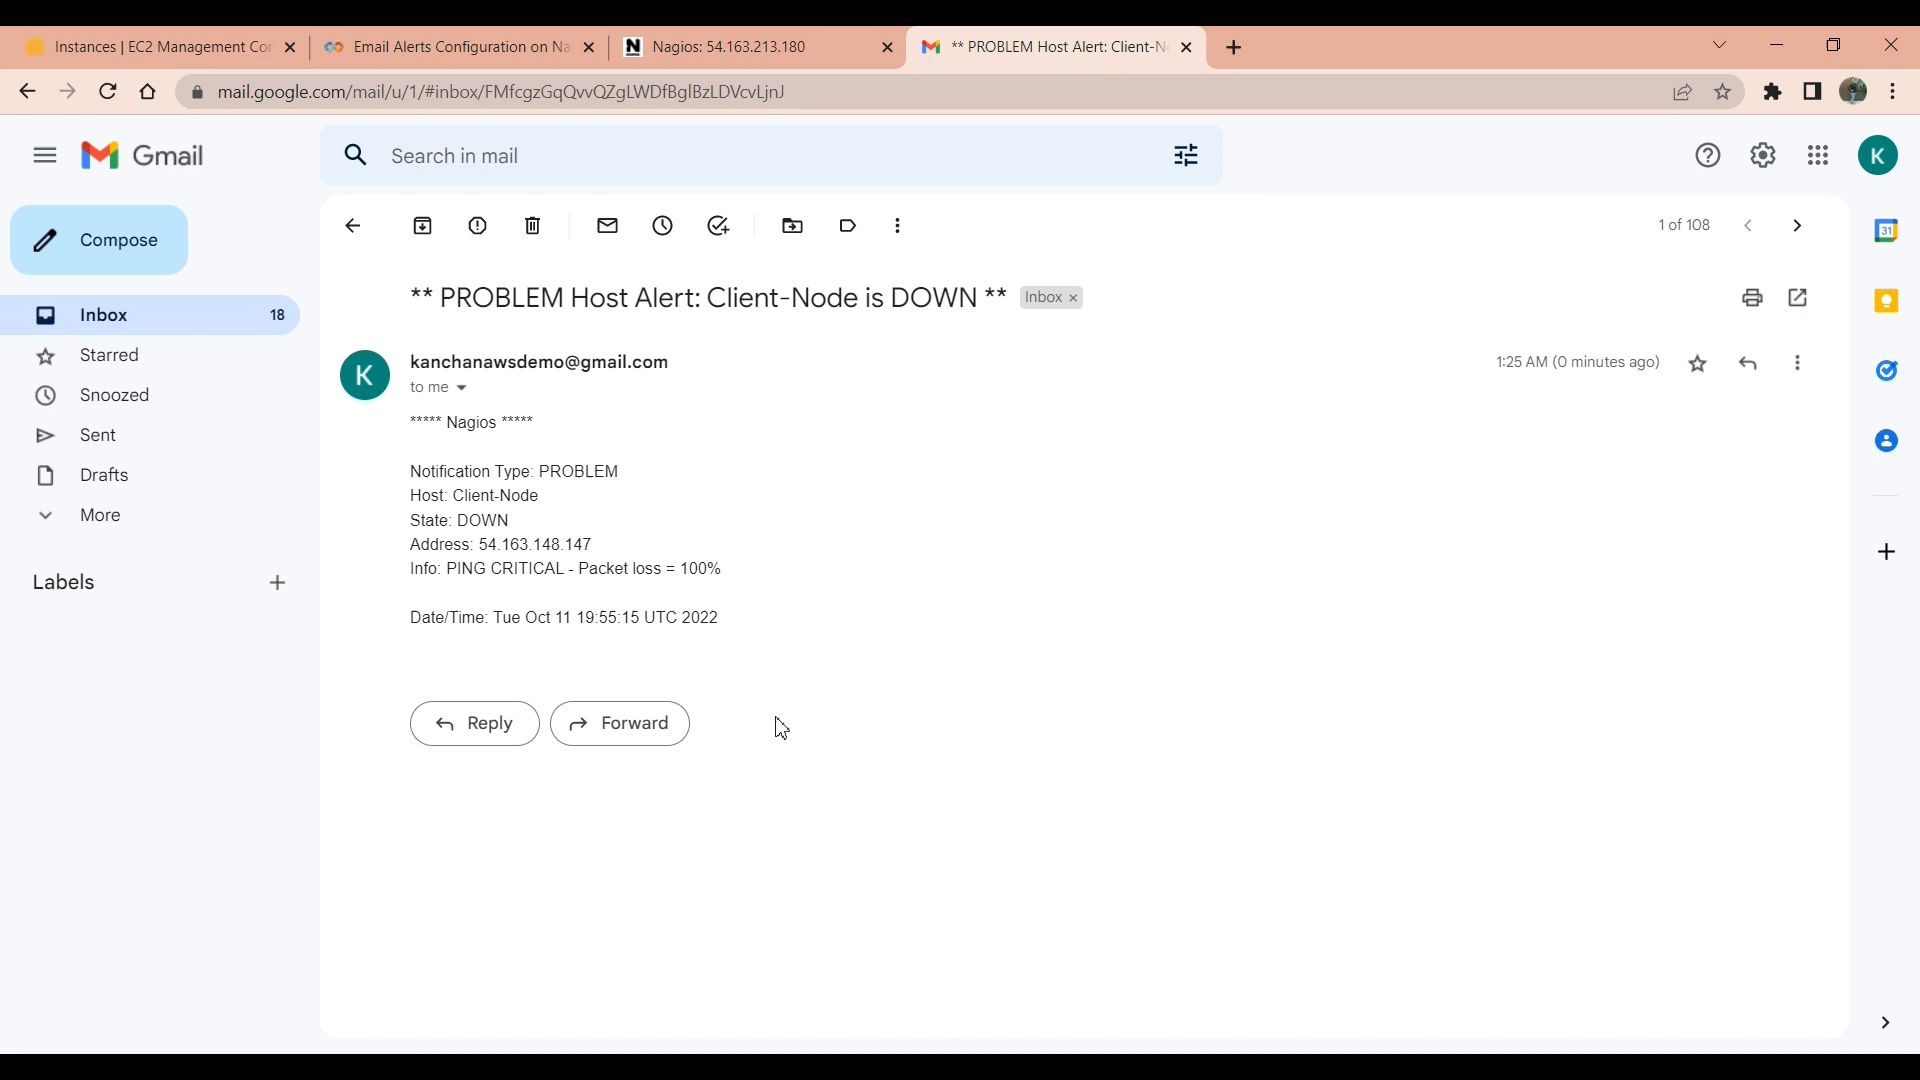 Instances | EC2 Management Con
Email Alerts Configuration on Na
N Nagios: 54.163.213.180
** PROBLEM Host Alert: Client-N
mail.google.com/mail/u/1/#inbox/FMfcgzGqQvvQZgLWDfBglBzLDVcvLjnJ
Gmail
Search in mail
K
Compose
1 of 108
31
** PROBLEM Host Alert: Client-Node is DOWN ** Inbox ×
Inbox 18
Starred
Snoozed
Sent
Drafts
More
Labels
K
kanchanawsdemo@gmail.com
1:25 AM (0 minutes ago)
to me
***** Nagios *****
Notification Type: PROBLEM
Host: Client-Node
State: DOWN
Address: 54.163.148.147
Info: PING CRITICAL - Packet loss = 100%
Date/Time: Tue Oct 11 19:55:15 UTC 2022
Reply
Forward